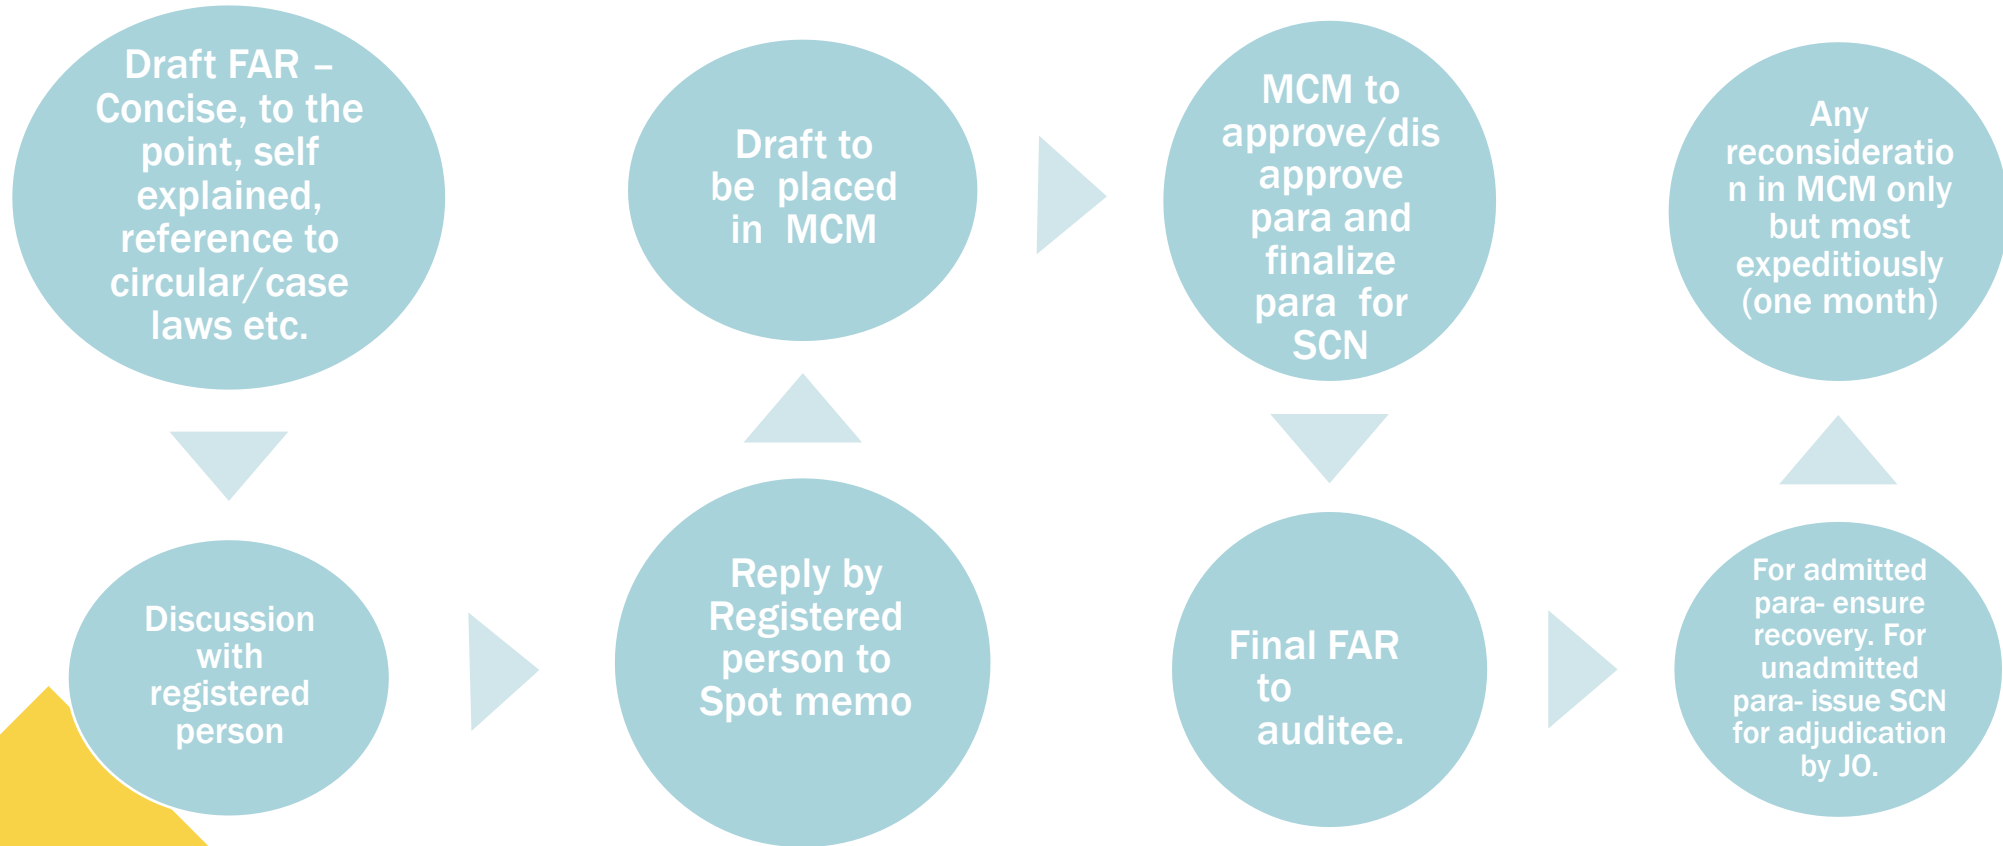 Draft FAR –
Concise, to the
point, self
explained,
reference to
circular/case
laws etc.
Discussion
with
registered
person
Reply by
Registered
person to
Spot memo
Draft to
be placed
in MCM
MCM to
approve/dis
approve
para and
finalize
para for
SCN
Final FAR
to
auditee.
For admitted
para- ensure
recovery. For
unadmitted
para- issue SCN
for adjudication
by JO.
Any
reconsideratio
n in MCM only
but most
expeditiously
(one month)